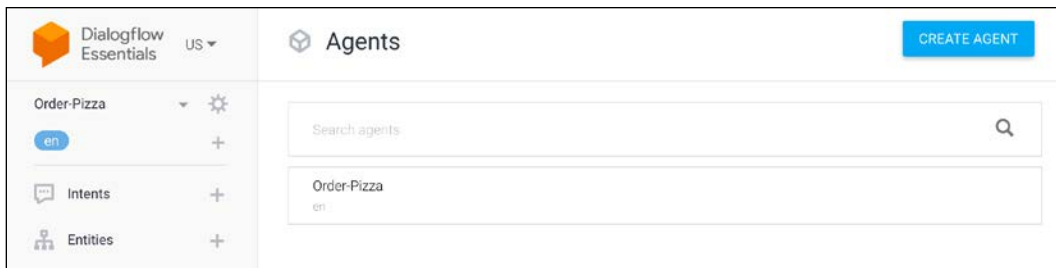 Dialogflow
Essentials
US
Agents
CREATE AGENT
Order-Pizza
en
Search agents
Order-Pizza
en
Intents
Entities